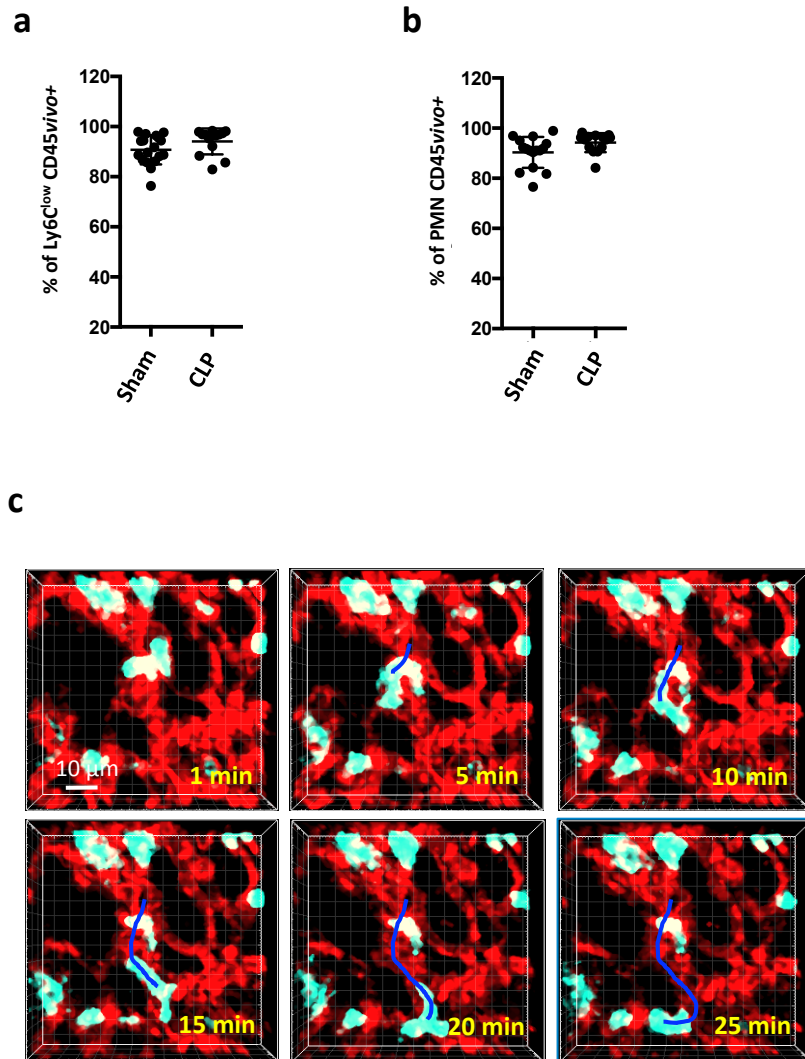 a
b
% of Ly6Clow CD45vivo+
120
100
80
60
40
20
Sham
CLP
% of PMN CD45vivo+
120
100
80
60
40
20
Sham
CLP
c
10 μm
1 min
5 min
10 min
15 min
20 min
25 min